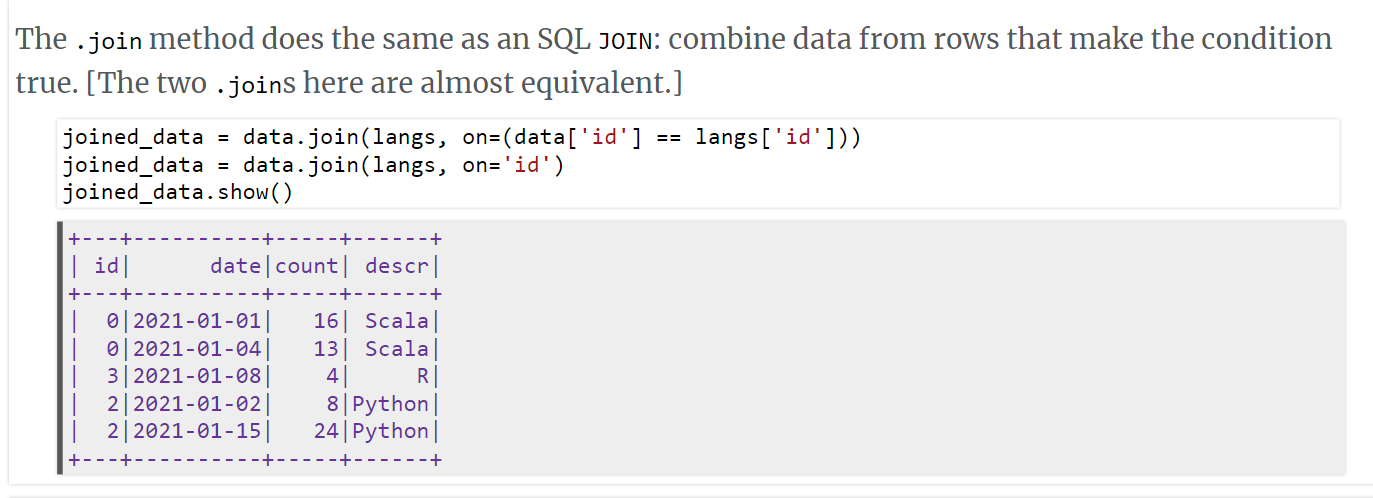 The .join method does the same as an SQL JOIN: combine data from rows that make the condition
true. [The two .joins here are almost equivalent.]
joined_data = data.join(langs, on=(data['id'] == langs['id']))
joined_data = data.join(langs, on='id')
joined_data.show()
+---+----------+-----+------+
| id|      date|count| descr|
+---+----------+-----+------+
|  0|2021-01-01|   16| Scala|
|  0|2021-01-04|   13| Scala|
|  3|2021-01-08|    4|     R|
|  2|2021-01-02|    8|Python|
|  2|2021-01-15|   24|Python|
+---+----------+-----+------+